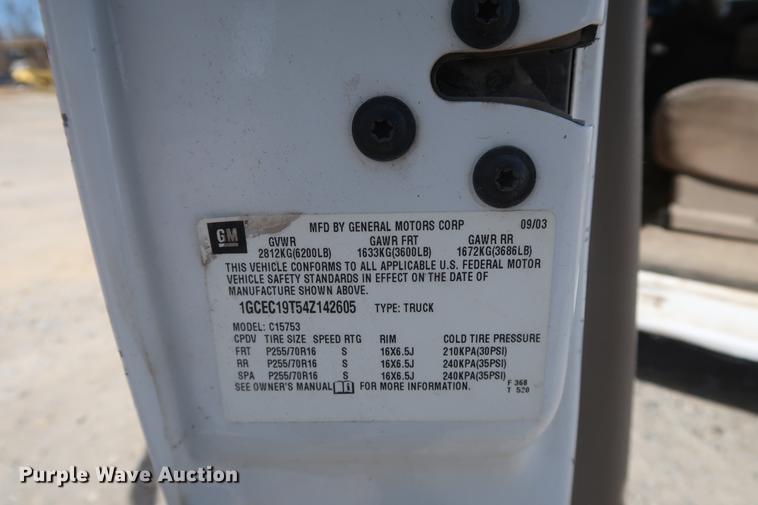 GM
MFD BY GENERAL MOTORS CORP 09/03
GVWR GAWR FRT GAWR RR
2812KG(6200LB) 1633KG(3600LB) 1672KG(3686LB)
THIS VEHICLE CONFORMS TO ALL APPLICABLE U.S. FEDERAL MOTOR
VEHICLE SAFETY STANDARDS IN EFFECT ON THE DATE OF
MANUFACTURE SHOWN ABOVE.
1GCEC19T54Z142605 TYPE: TRUCK
MODEL: C15753
CPDV TIRE SIZE SPEED RTG RIM COLD TIRE PRESSURE
FRT P255/70R16 S 16X6.5J 210KPA(30PSI)
RR P255/70R16 S 16X6.5J 240KPA(35PSI)
SPA P255/70R16 S 16X6.5J 240KPA(35PSI)
SEE OWNER'S MANUAL FOR MORE INFORMATION.
F 368
T 520
Purple Wave Auction